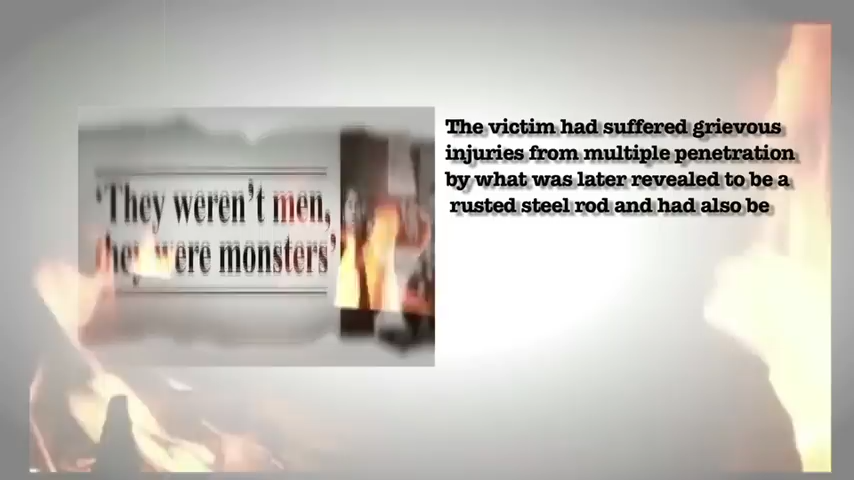 'They weren't men,
they were monsters'
The victim had suffered grievous
injuries from multiple penetration
by what was later revealed to be a
rusted steel rod and had also be